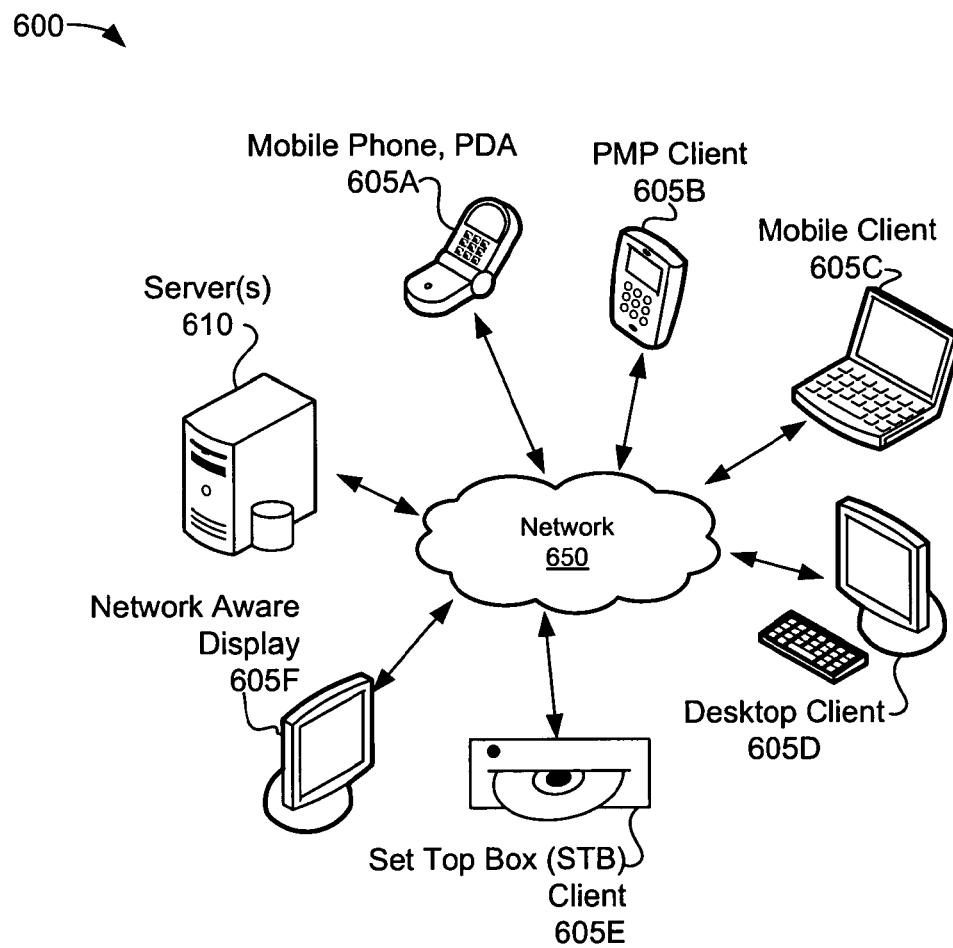 600
Mobile Phone, PDA
605A
PMP Client
605B
Mobile Client
605C
Server(s)
610
Network
650
Network Aware
Display
605F
Desktop Client
605D
Set Top Box (STB)
Client
605E